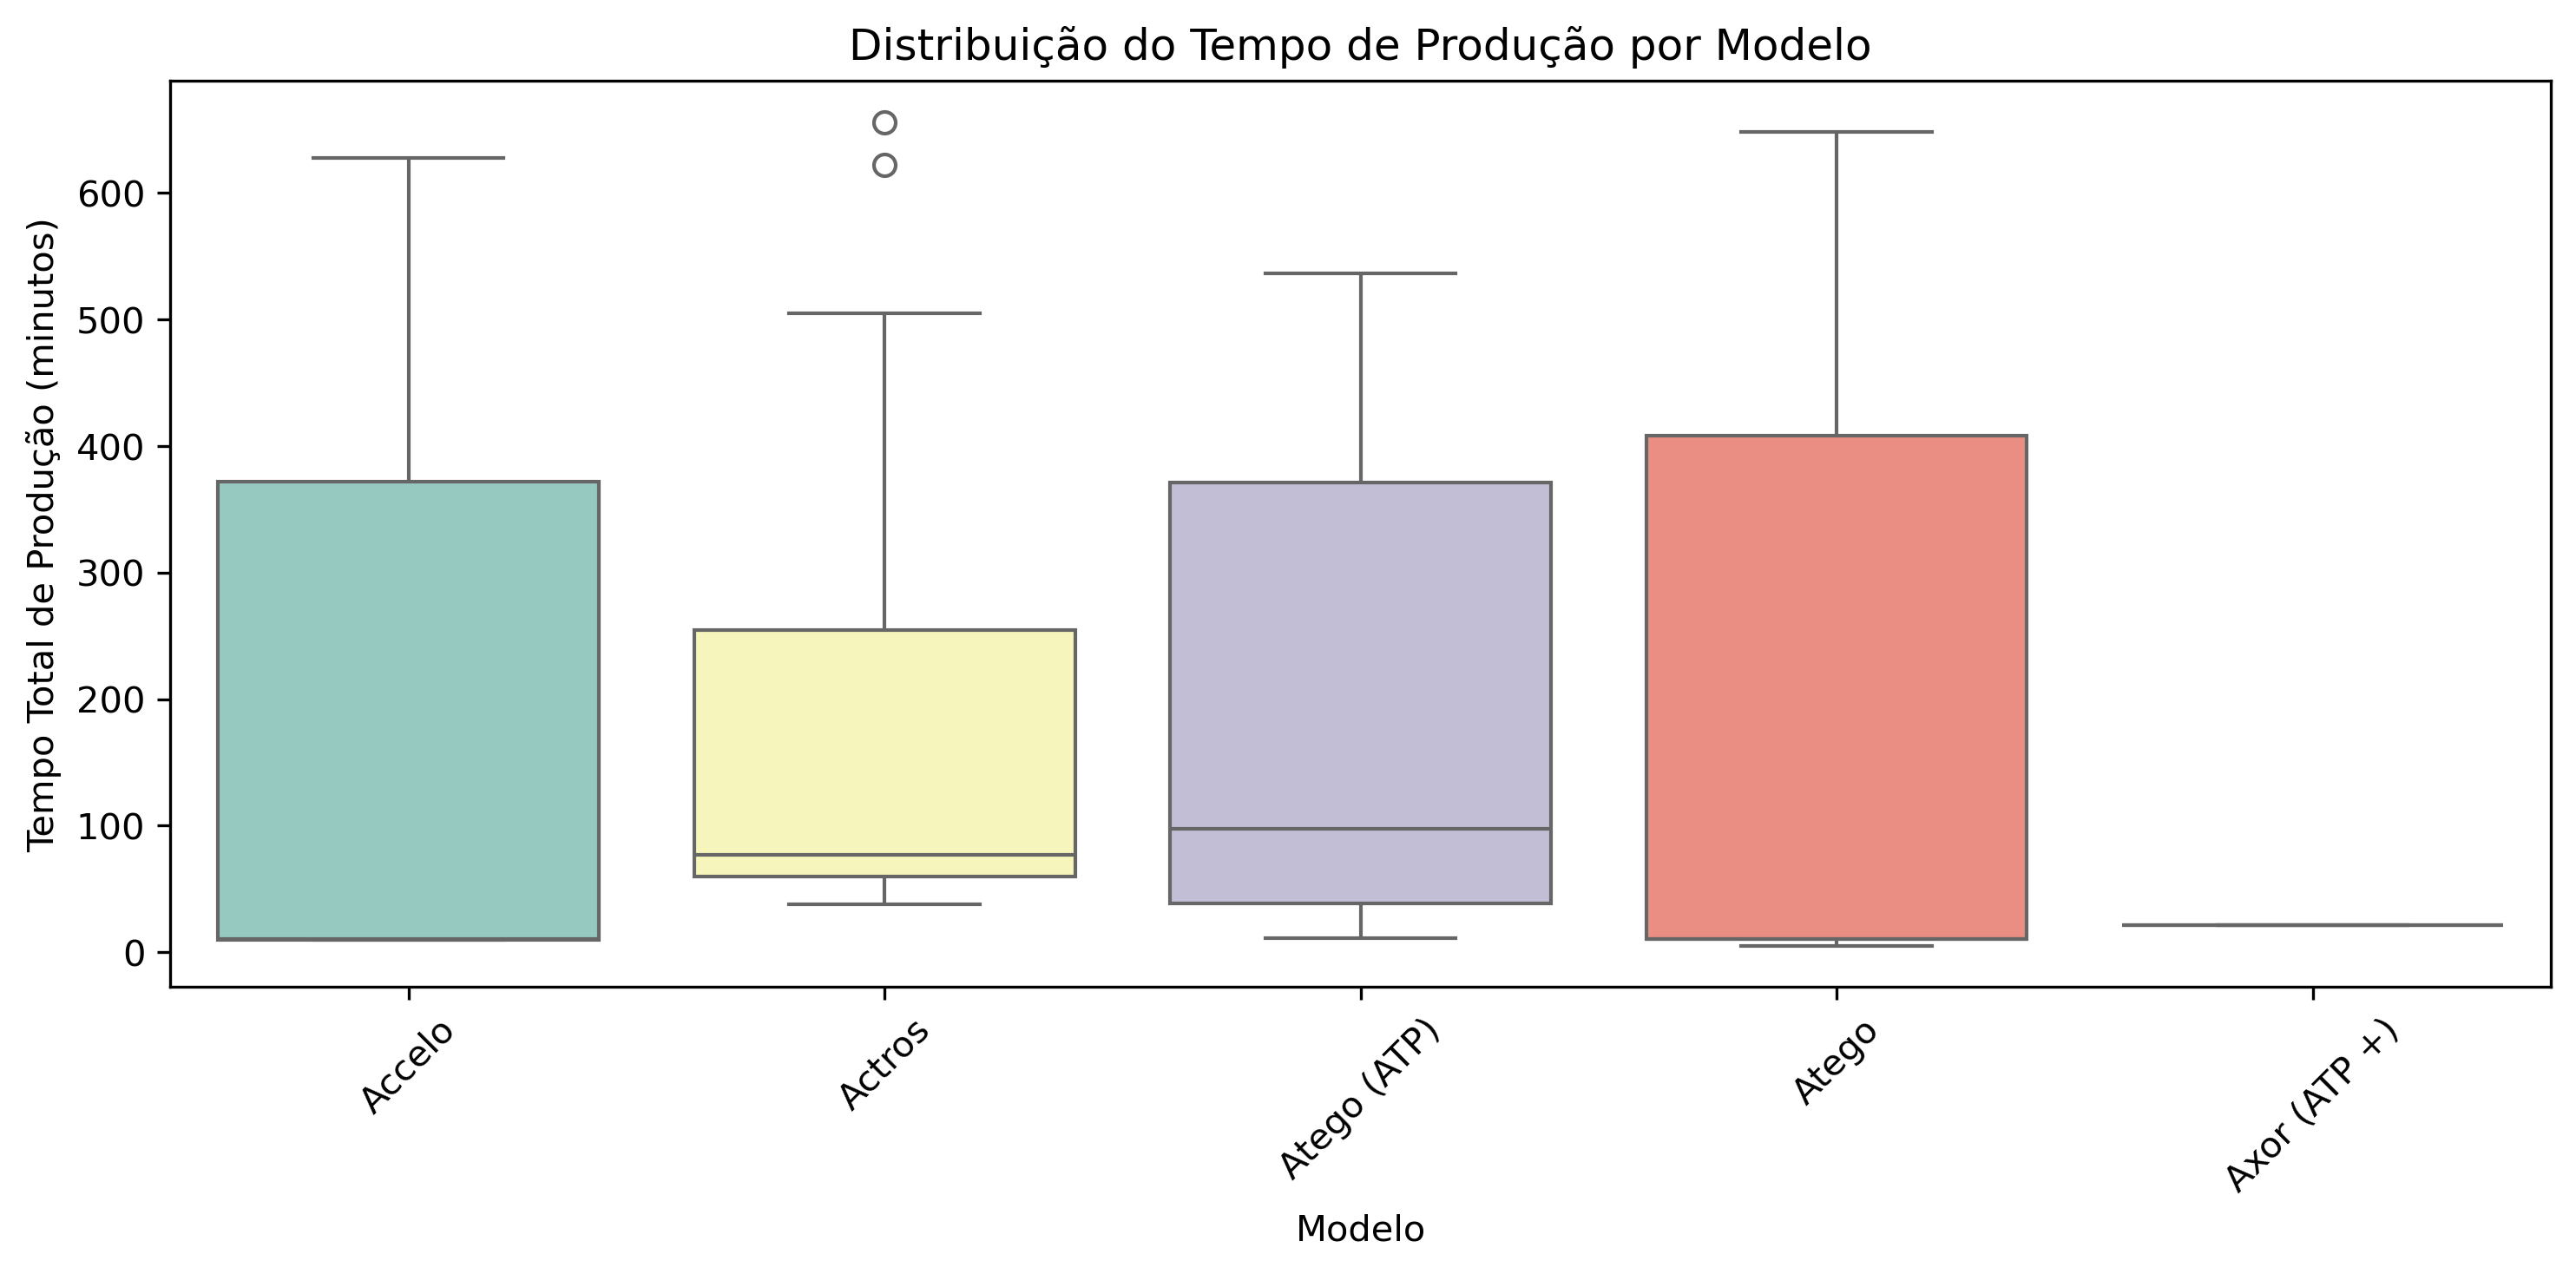 Distribuição do Tempo de Produção por Modelo
Tempo Total de Produção (minutos)
600
500
400
300
200
100
0
Accelo
Actros
Atego (ATP)
Atego
Axor (ATP +)
Modelo